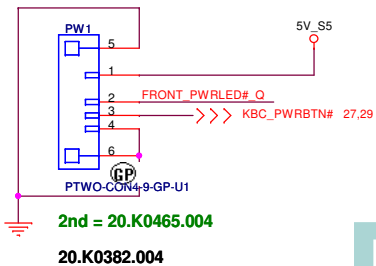 PW1
5V_S5
5
1
2
FRONT_PWRLED#_Q
3
KBC_PWRBTN# 27,29
4
6
GP
PTWO-CON4-9-GP-U1
2nd = 20.K0465.004
20.K0382.004